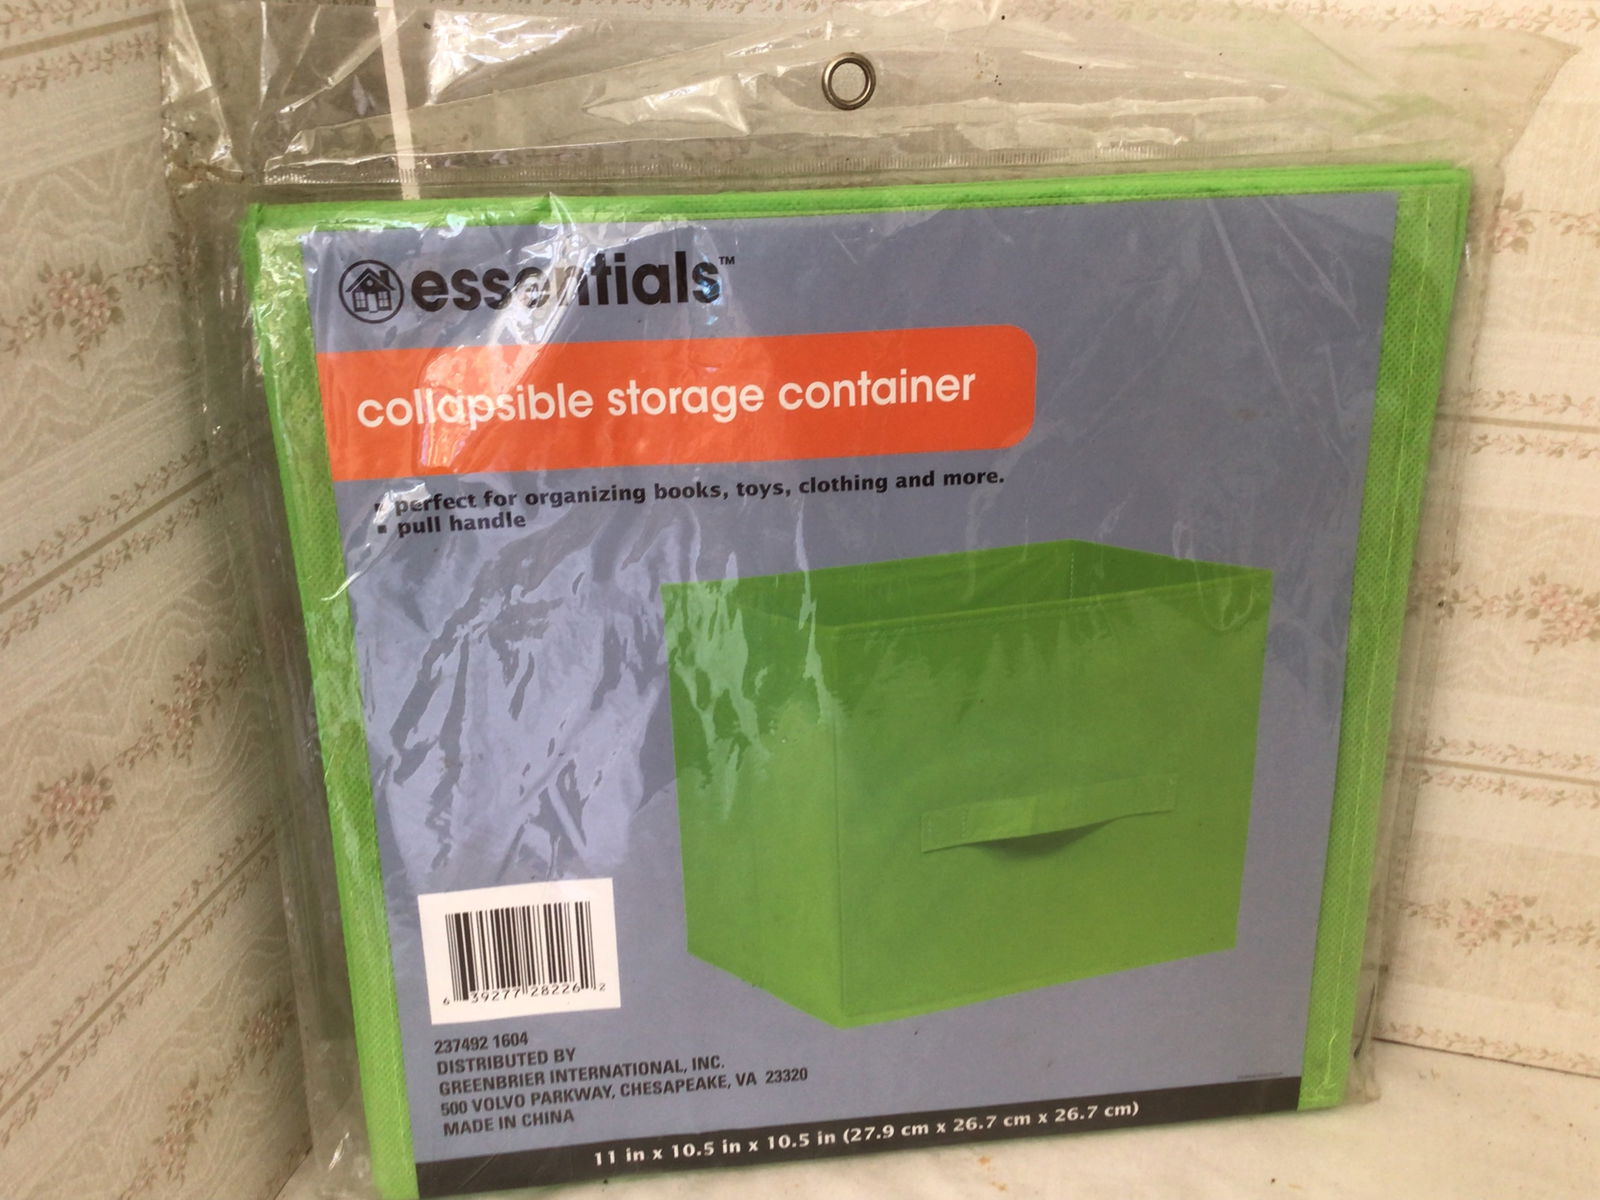 essentials™
collapsible storage container
▪ perfect for organizing books, toys, clothing and more.
▪ pull handle
6 39277 28226 2
237492 1604
DISTRIBUTED BY
GREENBRIER INTERNATIONAL, INC.
500 VOLVO PARKWAY, CHESAPEAKE, VA 23320
MADE IN CHINA
11 in x 10.5 in x 10.5 in (27.9 cm x 26.7 cm x 26.7 cm)